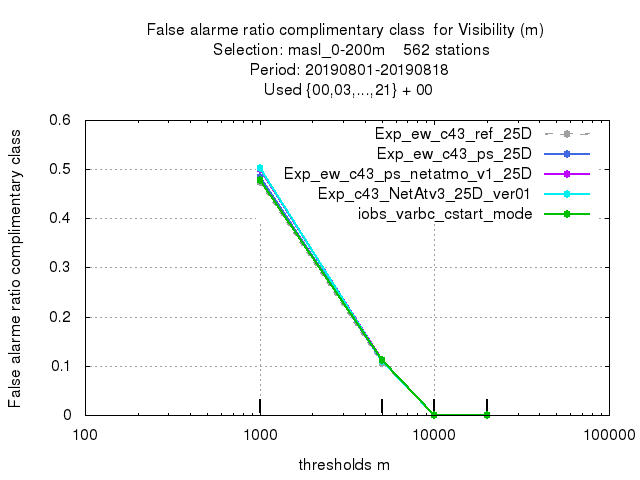 False alarme ratio complimentary class for Visibility (m)
Selection: masl_0-200m 562 stations
Period: 20190801-20190818
Used {00,03,...,21} + 00
Exp_ew_c43_ref_25D
Exp_ew_c43_ps_25D
Exp_ew_c43_ps_netatmo_v1_25D
Exp_c43_NetAtv3_25D_ver01
iobs_varbc_cstart_mode
False alarme ratio complimentary class
0.6
0.5
0.4
0.3
0.2
0.1
0
100 1000 10000 100000
thresholds m